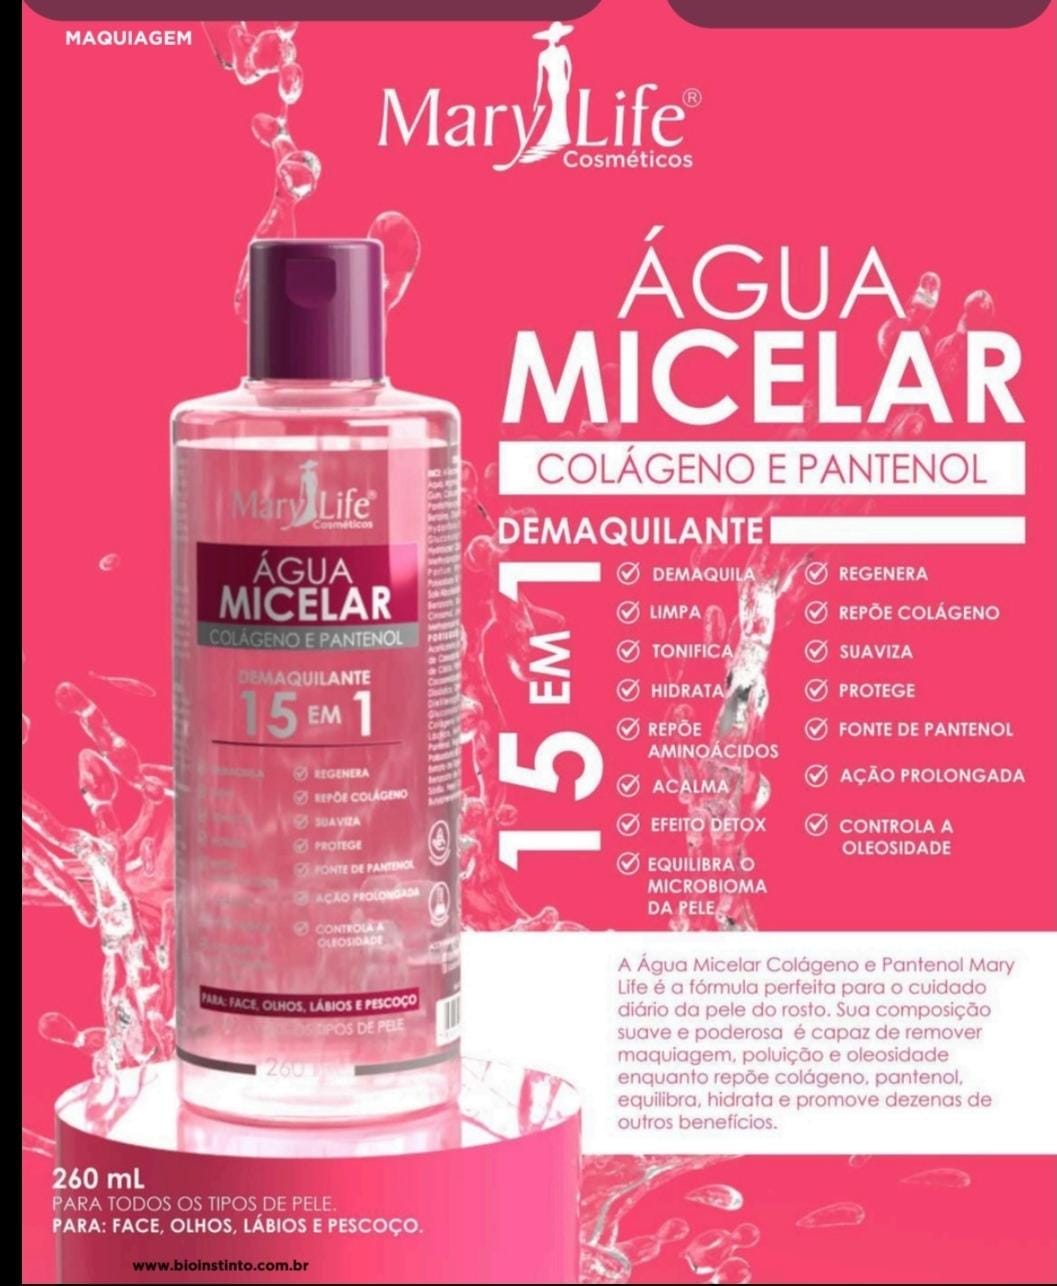 MAQUIAGEM
Mary Life®
Cosméticos
ÁGUA
MICELAR
COLÁGENO E PANTENOL
DEMAQUILANTE
15 EM 1
DEMAQUILA
LIMPA
TONIFICA
HIDRATA
REPÕE
AMINOÁCIDOS
ACALMA
EFEITO DETOX
EQUILIBRA O
MICROBIOMA
DA PELE
REGENERA
REPÕE COLÁGENO
SUAVIZA
PROTEGE
FONTE DE PANTENOL
AÇÃO PROLONGADA
CONTROLA A
OLEOSIDADE
Mary Life®
Cosméticos
ÁGUA
MICELAR
COLÁGENO E PANTENOL
DEMAQUILANTE
15 EM 1
REGENERA
REPÕE COLÁGENO
SUAVIZA
PROTEGE
FONTE DE PANTENOL
AÇÃO PROLONGADA
CONTROLA A
OLEOSIDADE
PARA: FACE, OLHOS, LÁBIOS E PESCOÇO
TIPOS DE PELE
260
A Água Micelar Colágeno e Pantenol Mary
Life é a fórmula perfeita para o cuidado
diário da pele do rosto. Sua composição
suave e poderosa é capaz de remover
maquiagem, poluição e oleosidade
enquanto repõe colágeno, pantenol,
equilibra, hidrata e promove dezenas de
outros benefícios.
260 mL
PARA TODOS OS TIPOS DE PELE.
PARA: FACE, OLHOS, LÁBIOS E PESCOÇO.
www.bioinstinto.com.br